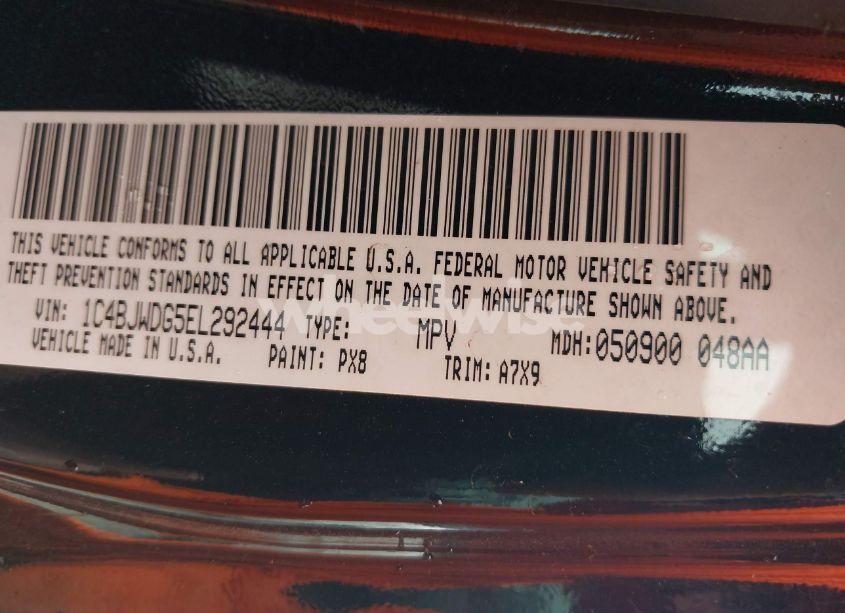 THIS VEHICLE CONFORMS TO ALL APPLICABLE U.S.A. FEDERAL MOTOR VEHICLE SAFETY AND
THEFT PREVENTION STANDARDS IN EFFECT ON THE DATE OF MANUFACTURE SHOWN ABOVE.
VIN: 1C4BJWDG5EL292444 TYPE: MPV MDH:050900 048AA
VEHICLE MADE IN U.S.A. PAINT: PX8 TRIM: A7X9
wheelwise